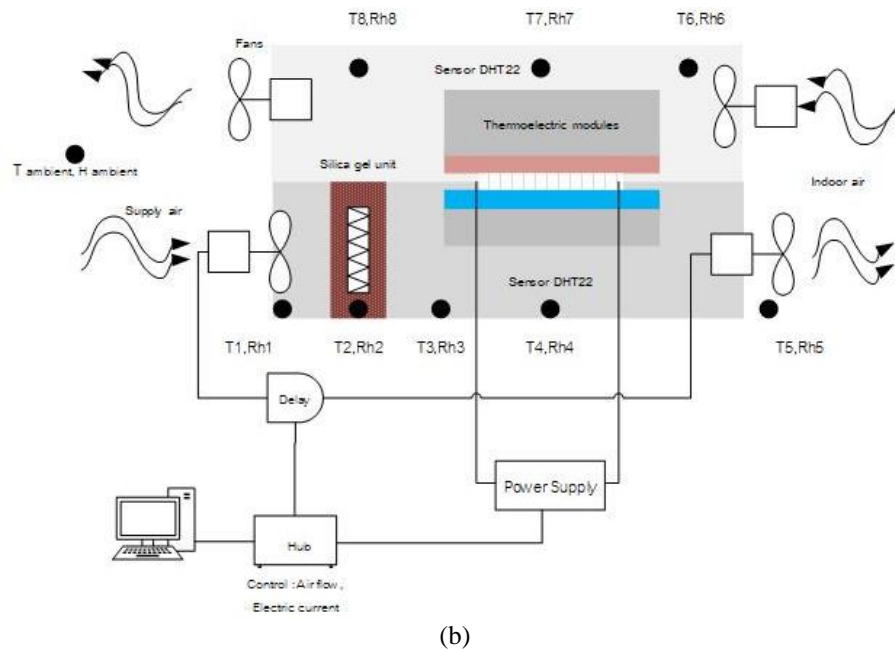 T8,Rh8
T7,Rh7
T6,Rh6
Fans
Sensor DHT22
Thermoelectric modules
T ambient, H ambient
Silica gel unit
Indoor air
Supply air
Sensor DHT22
T1,Rh1
T2,Rh2
T3,Rh3
T4,Rh4
T5,Rh5
Delay
Power Supply
Hub
Control : Air flow ,
Electric current
(b)